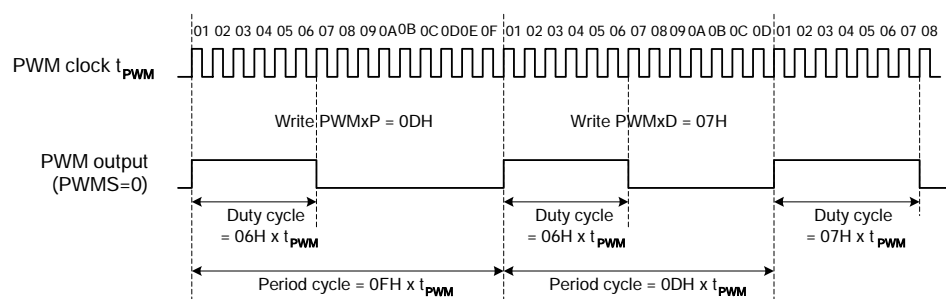 01 02 03 04 05 06 07 08 09 0A 0B 0C 0D 0E 0F 01 02 03 04 05 06 07 08 09 0A 0B 0C 0D 01 02 03 04 05 06 07 08
PWM clock tPWM
Write PWMxP = 0DH Write PWMxD = 07H
PWM output
(PWMS=0)
Duty cycle Duty cycle Duty cycle
= 06H x tPWM = 06H x tPWM = 07H x tPWM
Period cycle = 0FH x tPWM Period cycle = 0DH x tPWM